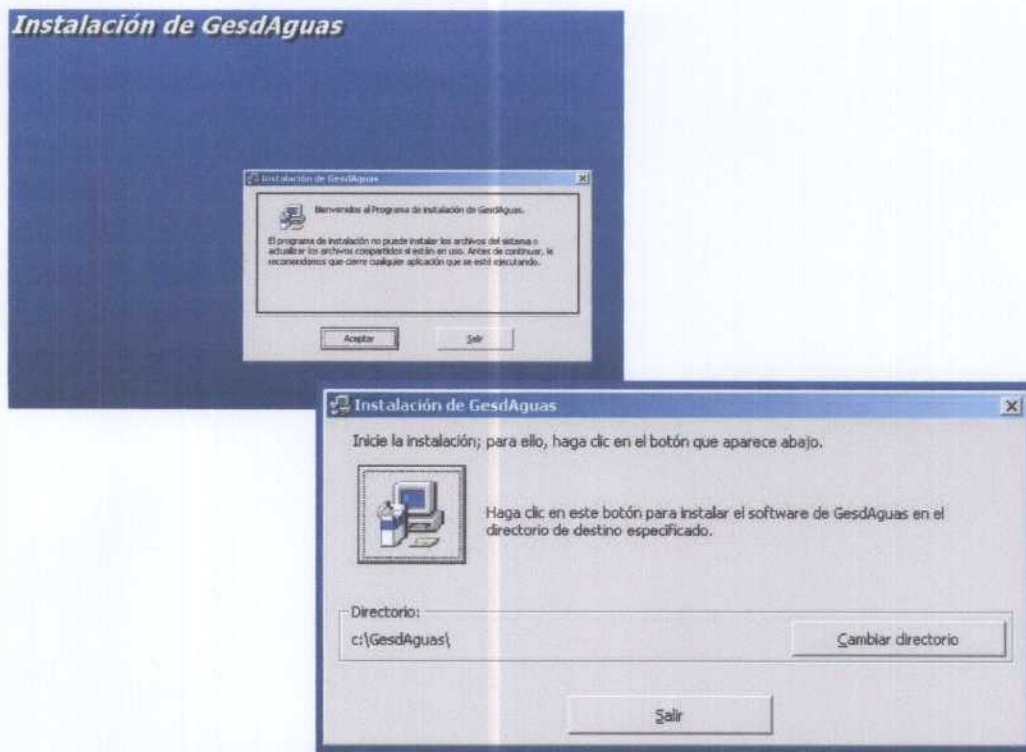 Instalación de GesdAguas
Instalación de GesdAguas
Bienvenidos al Programa de instalación de GesdAguas.
El programa de instalación no puede instalar los archivos del sistema o
actualizar los archivos compartidos si están en uso. Antes de continuar, le
recomendamos que cierre cualquier aplicación que se esté ejecutando.
Aceptar
Salir
Instalación de GesdAguas
Inicie la instalación; para ello, haga clic en el botón que aparece abajo.
Haga clic en este botón para instalar el software de GesdAguas en el
directorio de destino especificado.
Directorio:
c:\GesdAguas\
Cambiar directorio
Salir